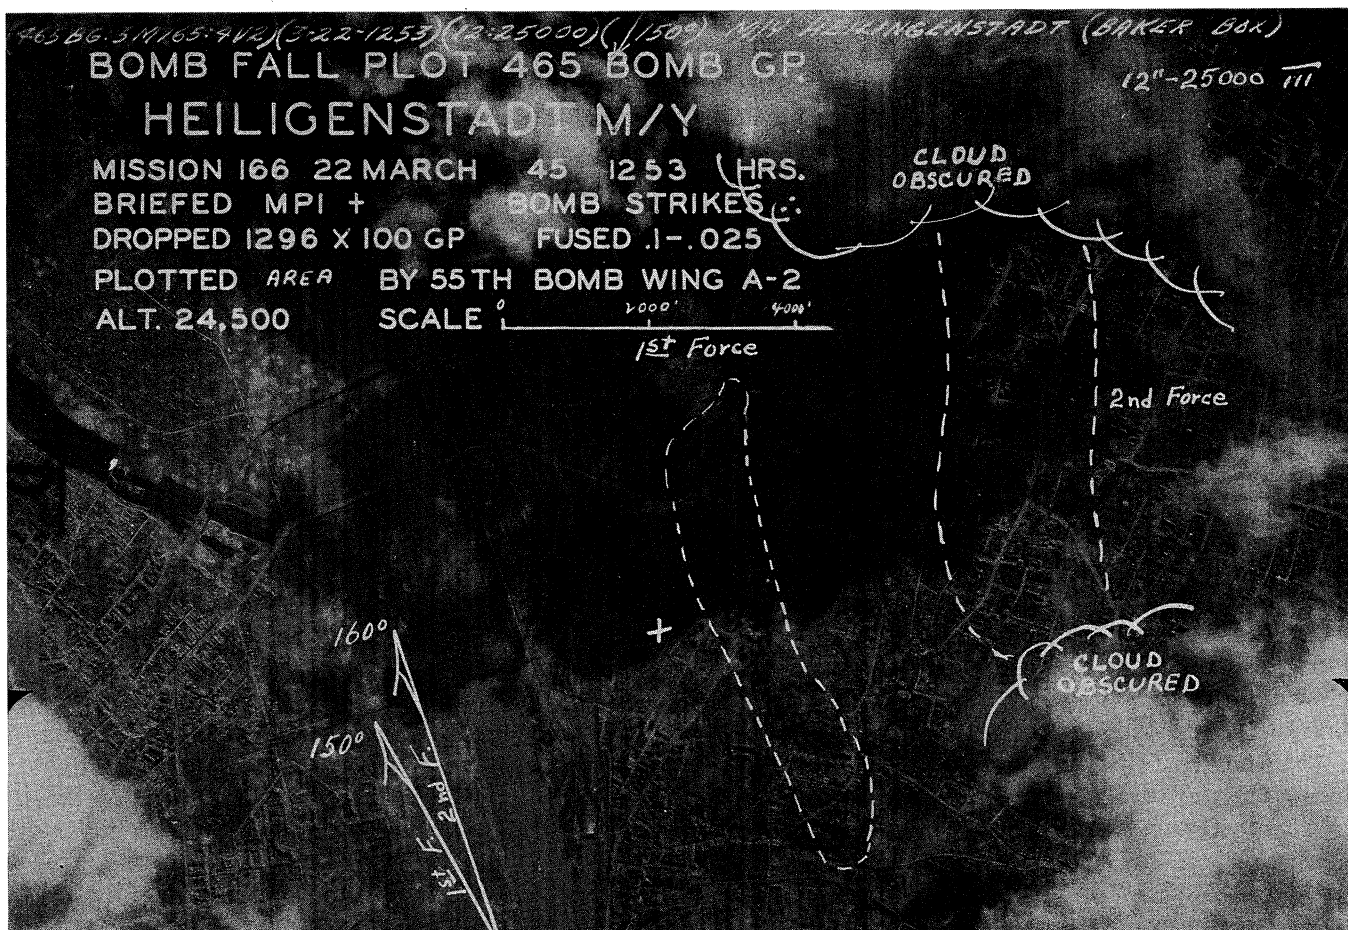 465 BG. 5M165:4V2)(3-22-1253)(12-25000)(↓150°) M/Y HEILINGENSTADT (BAKER BOX)
12"-25000 III
BOMB FALL PLOT 465 BOMB GP.
HEILIGENSTADT M/Y
MISSION 166 22 MARCH 45 1253 HRS.
BRIEFED MPI + BOMB STRIKES ∴
DROPPED 1296 X 100 GP FUSED .1-.025
PLOTTED AREA BY 55TH BOMB WING A-2
ALT. 24,500 SCALE 0 2000' 4000'
CLOUD
OBSCURED
1st Force
2nd Force
+
160°
150°
CLOUD
OBSCURED
2nd F.
1st F.